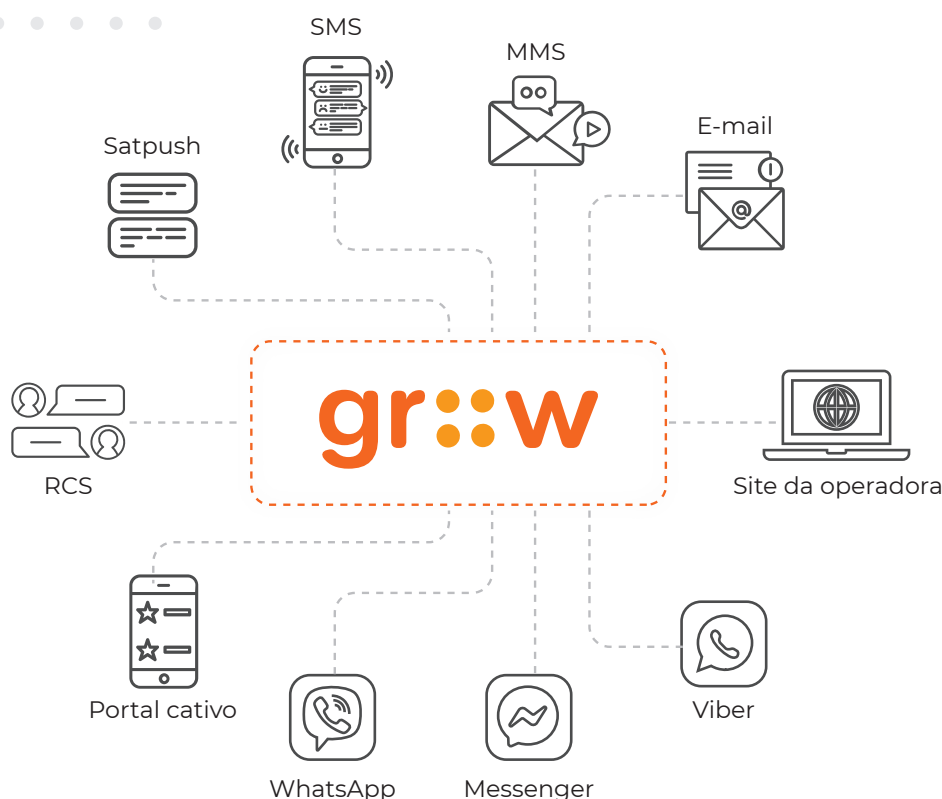 SMS
MMS
E-mail
Satpush
gr::w
RCS
Site da operadora
Portal cativo
Viber
WhatsApp
Messenger